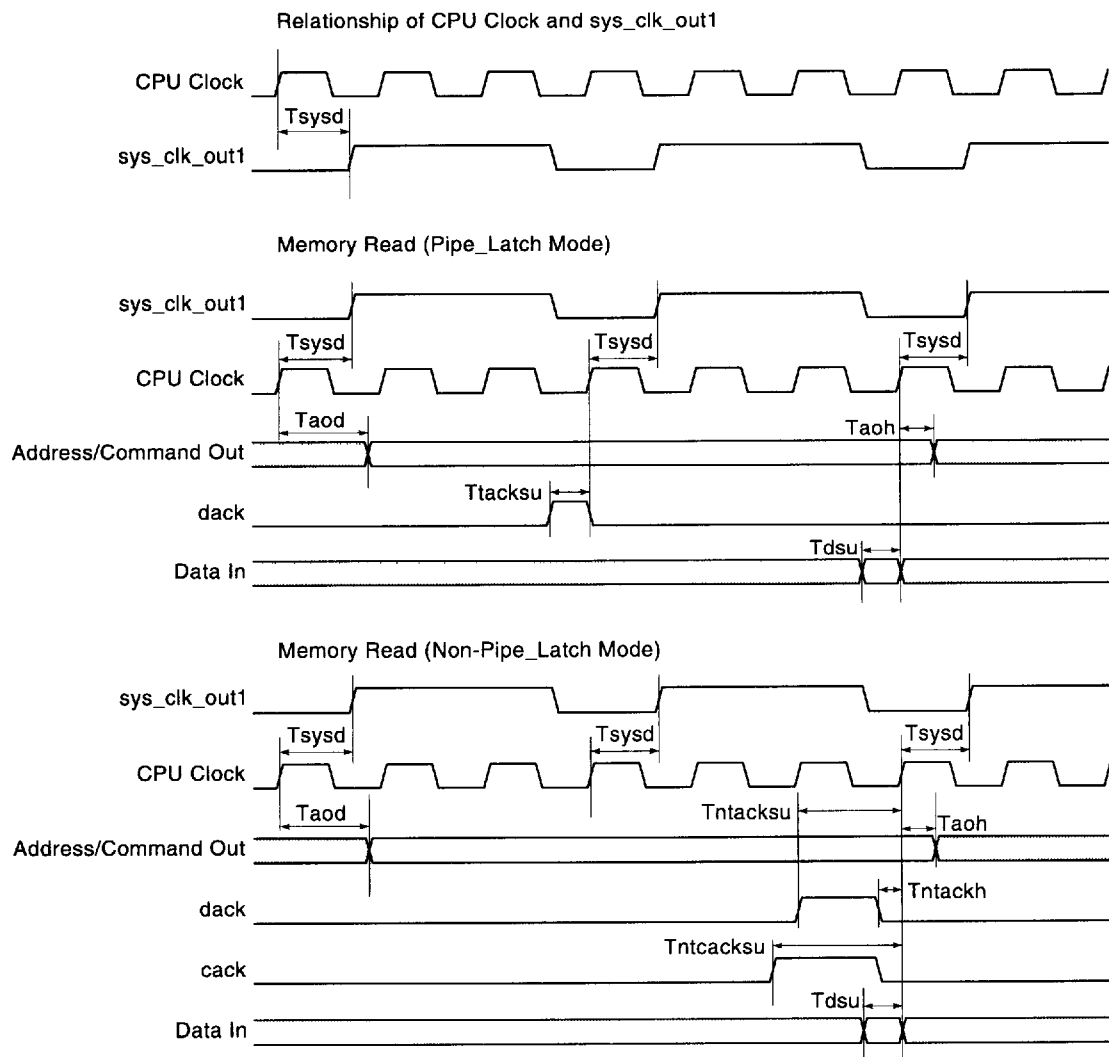 Relationship of CPU Clock and sys_clk_out1
CPU Clock
Tsysd
sys_clk_out1
Memory Read (Pipe_Latch Mode)
sys_clk_out1
Tsysd Tsysd Tsysd
CPU Clock
Taod Taoh
Address/Command Out
Ttacksu
dack
Tdsu
Data In
Memory Read (Non-Pipe_Latch Mode)
sys_clk_out1
Tsysd Tsysd Tsysd
CPU Clock
Taod Tntacksu Taoh
Address/Command Out
Tntackh
dack
Tntcacksu
cack
Tdsu
Data In